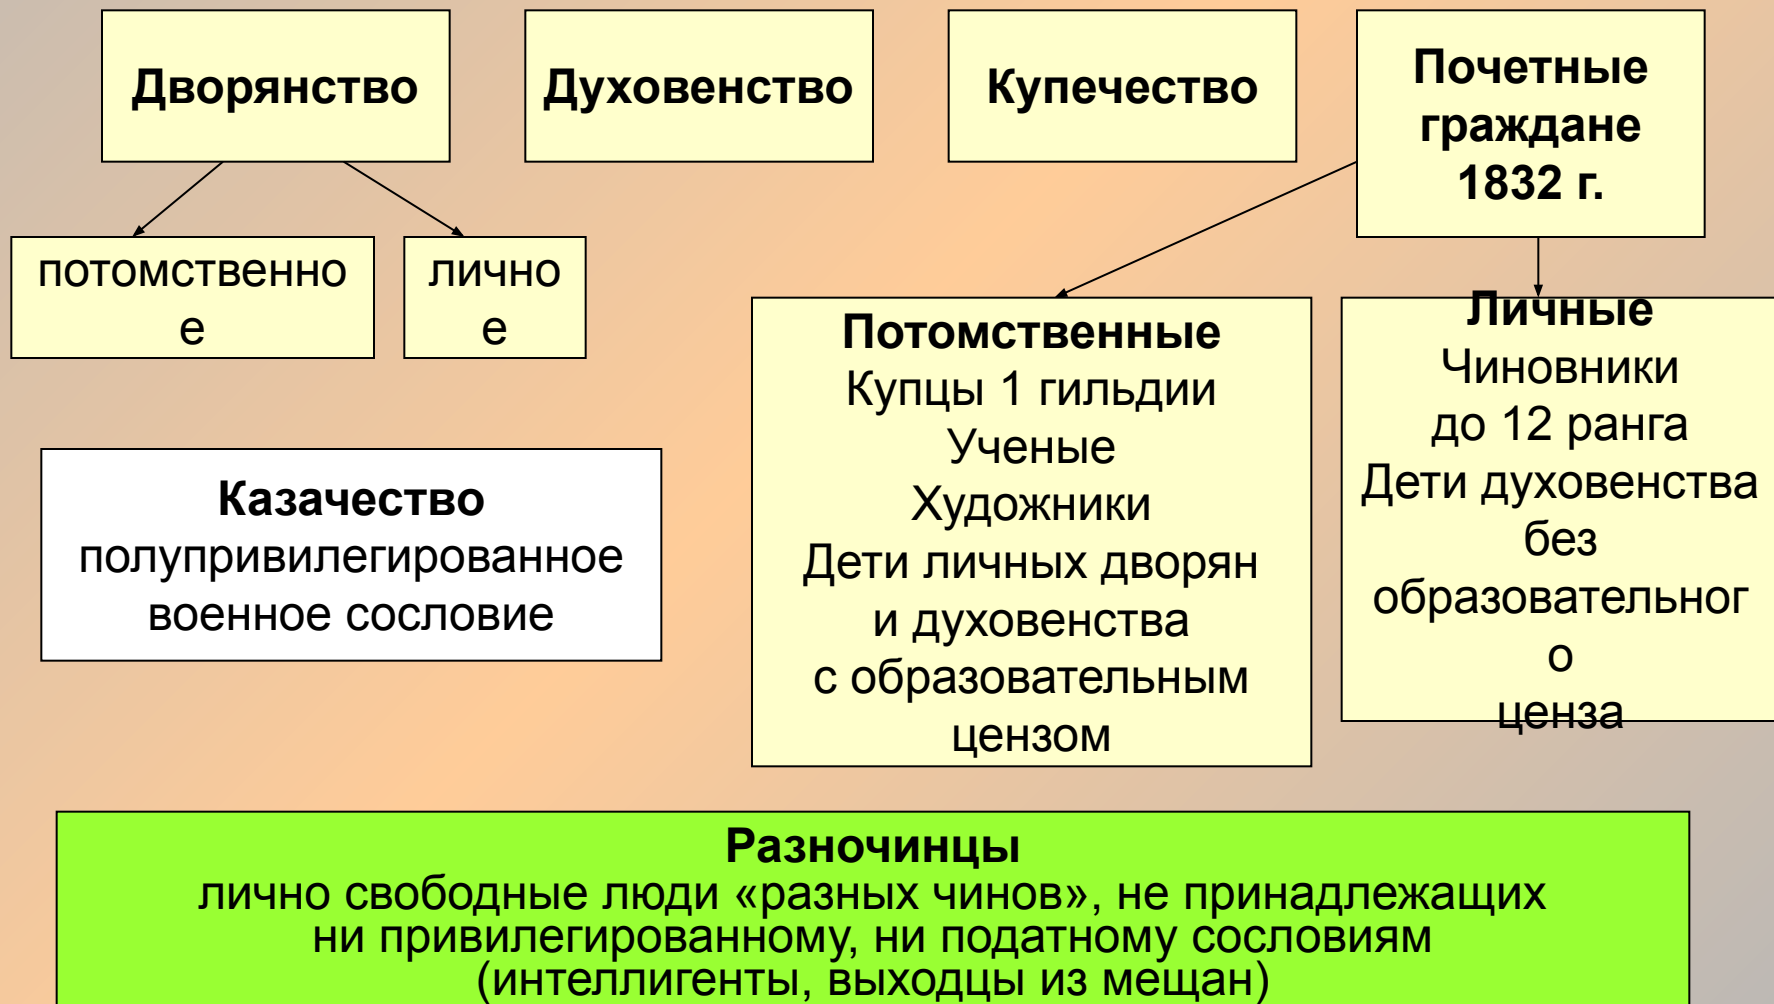 Дворянство
Духовенство
Купечество
Почетные
граждане
1832 г.
потомственно
е
лично
е
Казачество
полупривилегированное
военное сословие
Потомственные
Купцы 1 гильдии
Ученые
Художники
Дети личных дворян
и духовенства
с образовательным
цензом
Личные
Чиновники
до 12 ранга
Дети духовенства
без
образовательног
о
ценза
Разночинцы
лично свободные люди «разных чинов», не принадлежащих
ни привилегированному, ни податному сословиям
(интеллигенты, выходцы из мещан)